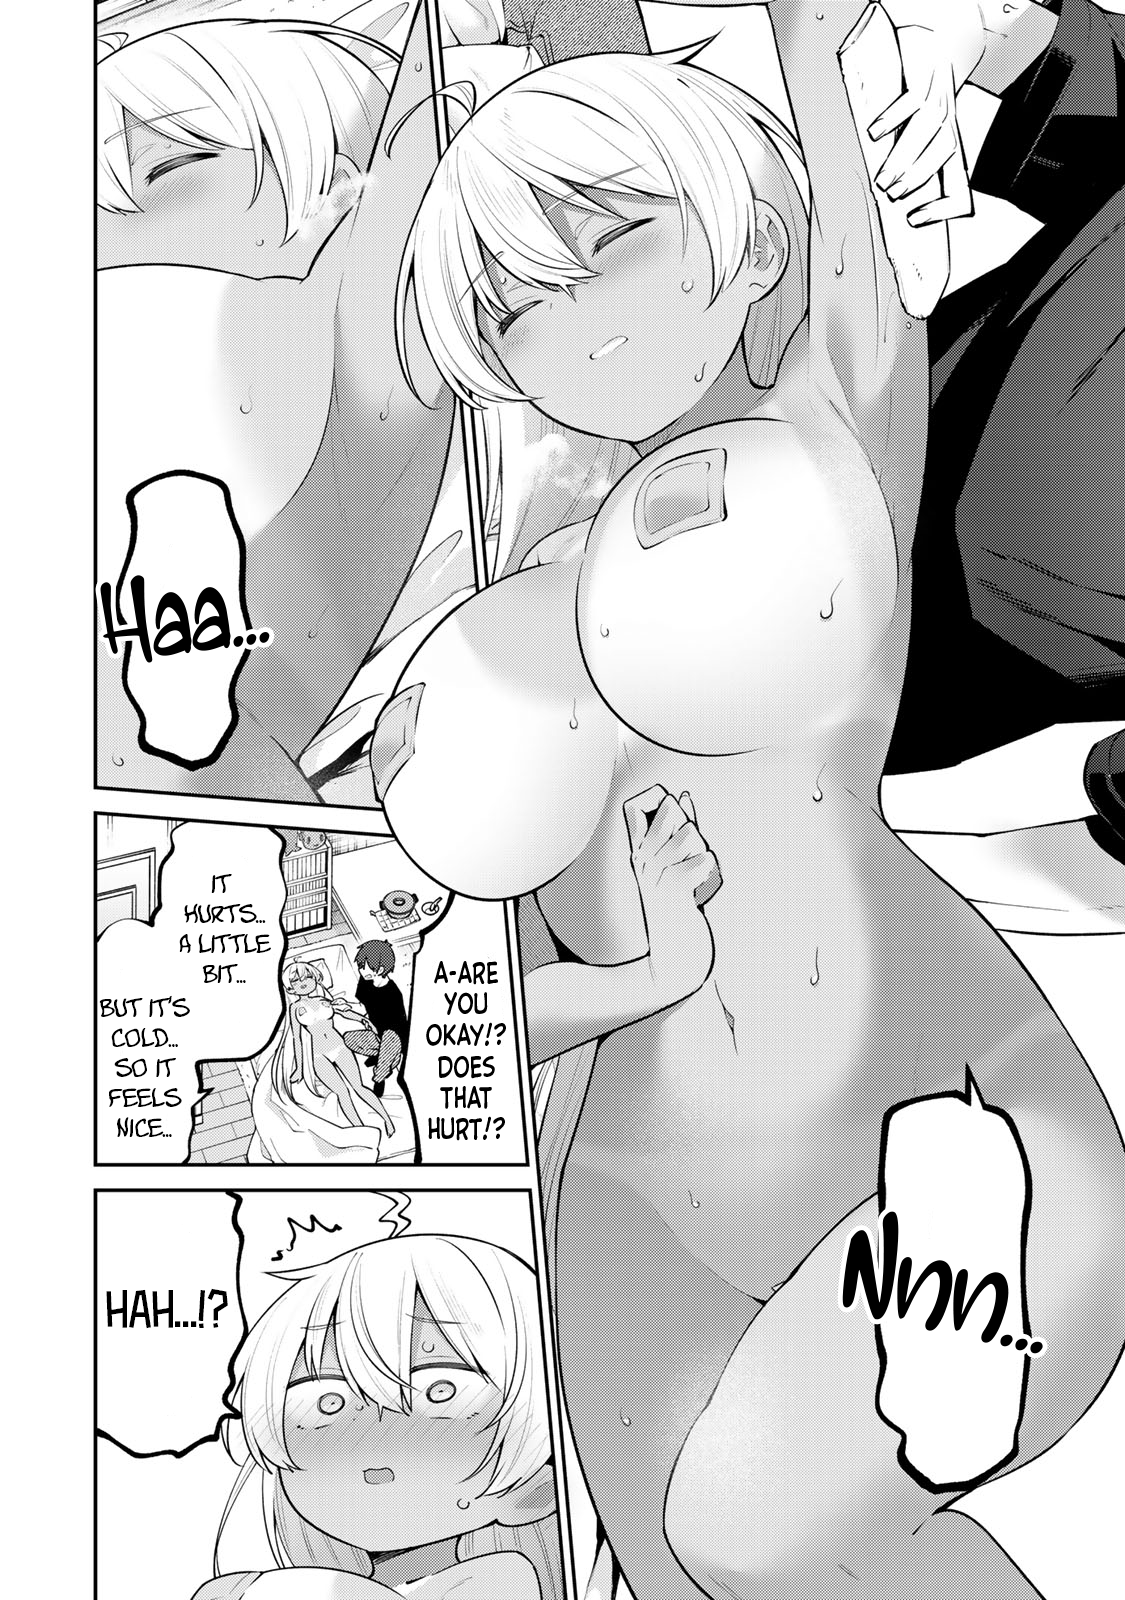 Nnn...
Haa...
A-ARE
YOU
OKAY!?
DOES
THAT
HURT!?
IT
HURTS...
A LITTLE
BIT...
BUT IT'S
COLD...
SO IT
FEELS
NICE...
HAH...!?